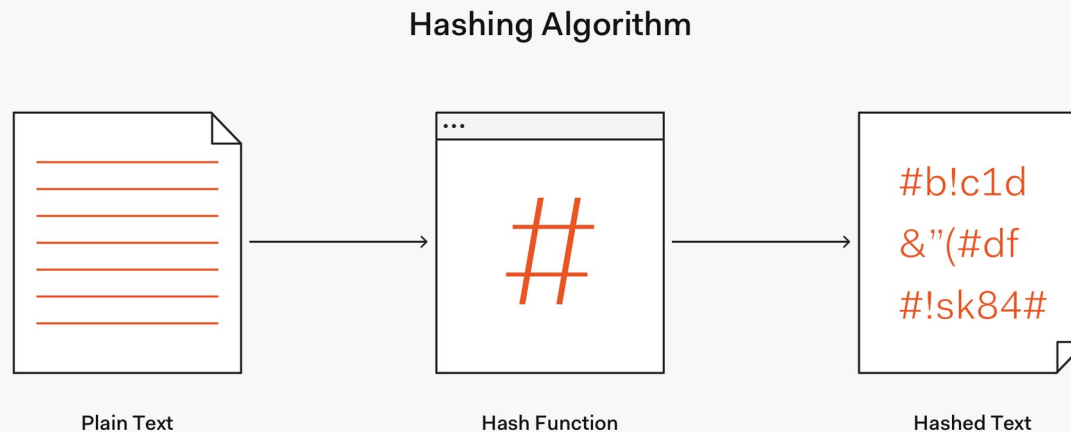 Hashing Algorithm
#
#b!c1d
&”(#df
#!sk84#
Plain Text
Hash Function
Hashed Text